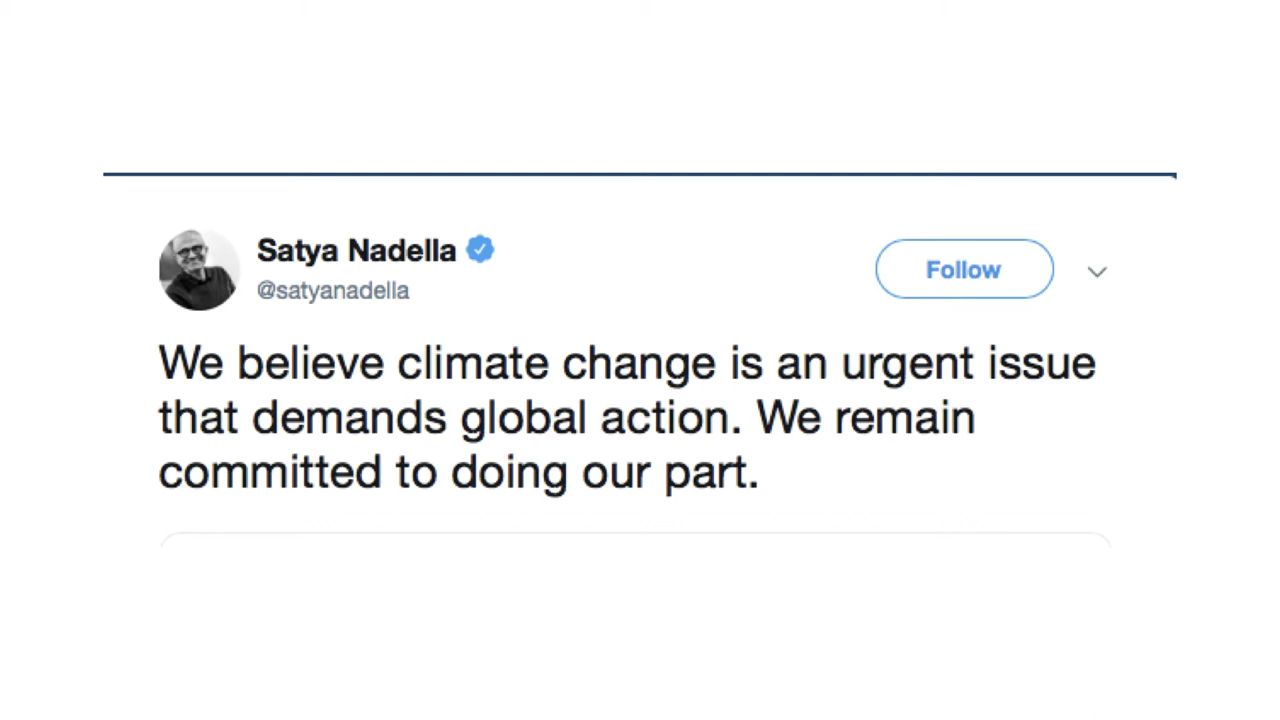 Satya Nadella
@satyanadella
Follow
We believe climate change is an urgent issue
that demands global action. We remain
committed to doing our part.